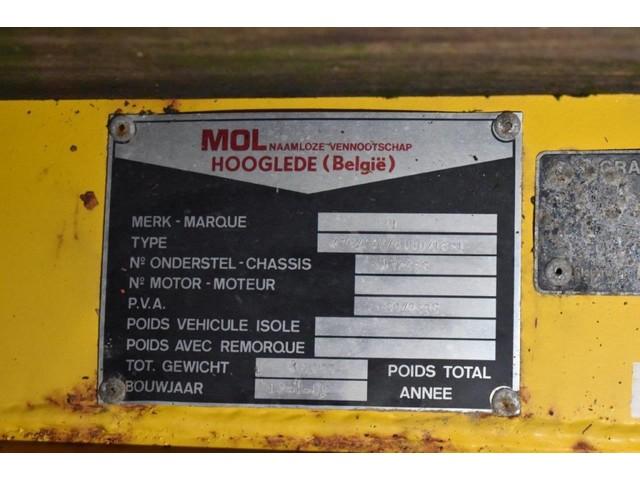 MOL NAAMLOZE VENNOOTSCHAP
HOOGLEDE (België)
MERK - MARQUE
TYPE
Nº ONDERSTEL - CHASSIS
Nº MOTOR - MOTEUR
P.V.A.
POIDS VEHICULE ISOLE
POIDS AVEC REMORQUE
TOT. GEWICHT POIDS TOTAL
BOUWJAAR ANNEE